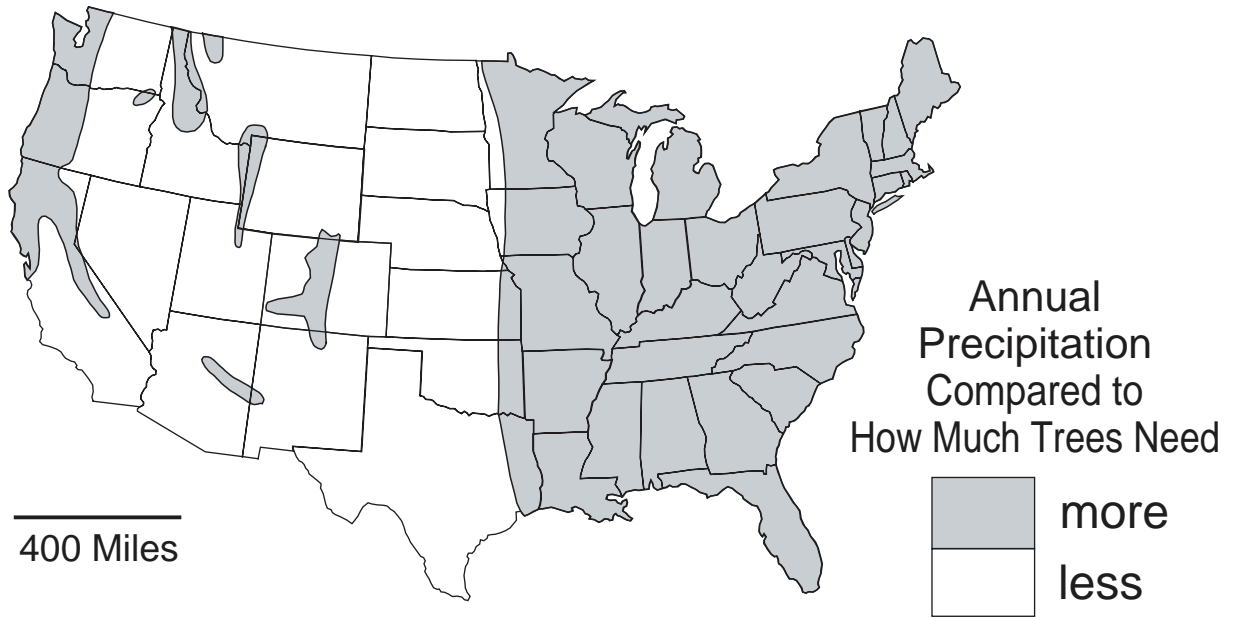 Annual
Precipitation
Compared to
How Much Trees Need
more
less
400 Miles